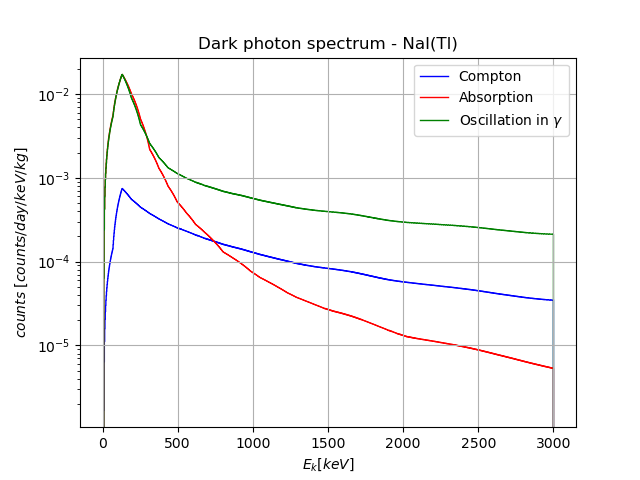 Dark photon spectrum - NaI(Tl)
Compton
Absorption
Oscillation in γ
counts [counts/day/keV/kg]
10⁻²
10⁻³
10⁻⁴
10⁻⁵
0 500 1000 1500 2000 2500 3000
Eₖ[keV]